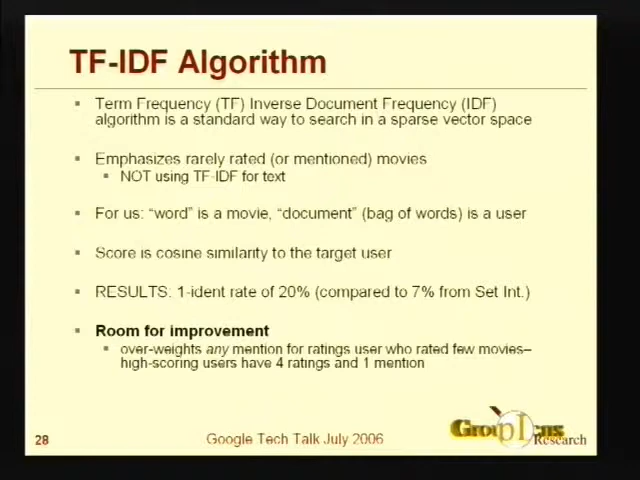 TF-IDF Algorithm
Term Frequency (TF) Inverse Document Frequency (IDF)
algorithm is a standard way to search in a sparse vector space
Emphasizes rarely rated (or mentioned) movies
NOT using TF-IDF for text
For us: “word” is a movie, “document” (bag of words) is a user
Score is cosine similarity to the target user
RESULTS: 1-ident rate of 20% (compared to 7% from Set Int.)
Room for improvement
over-weights any mention for ratings user who rated few movies–
high-scoring users have 4 ratings and 1 mention
28
Google Tech Talk July 2006
GroupLens
Research